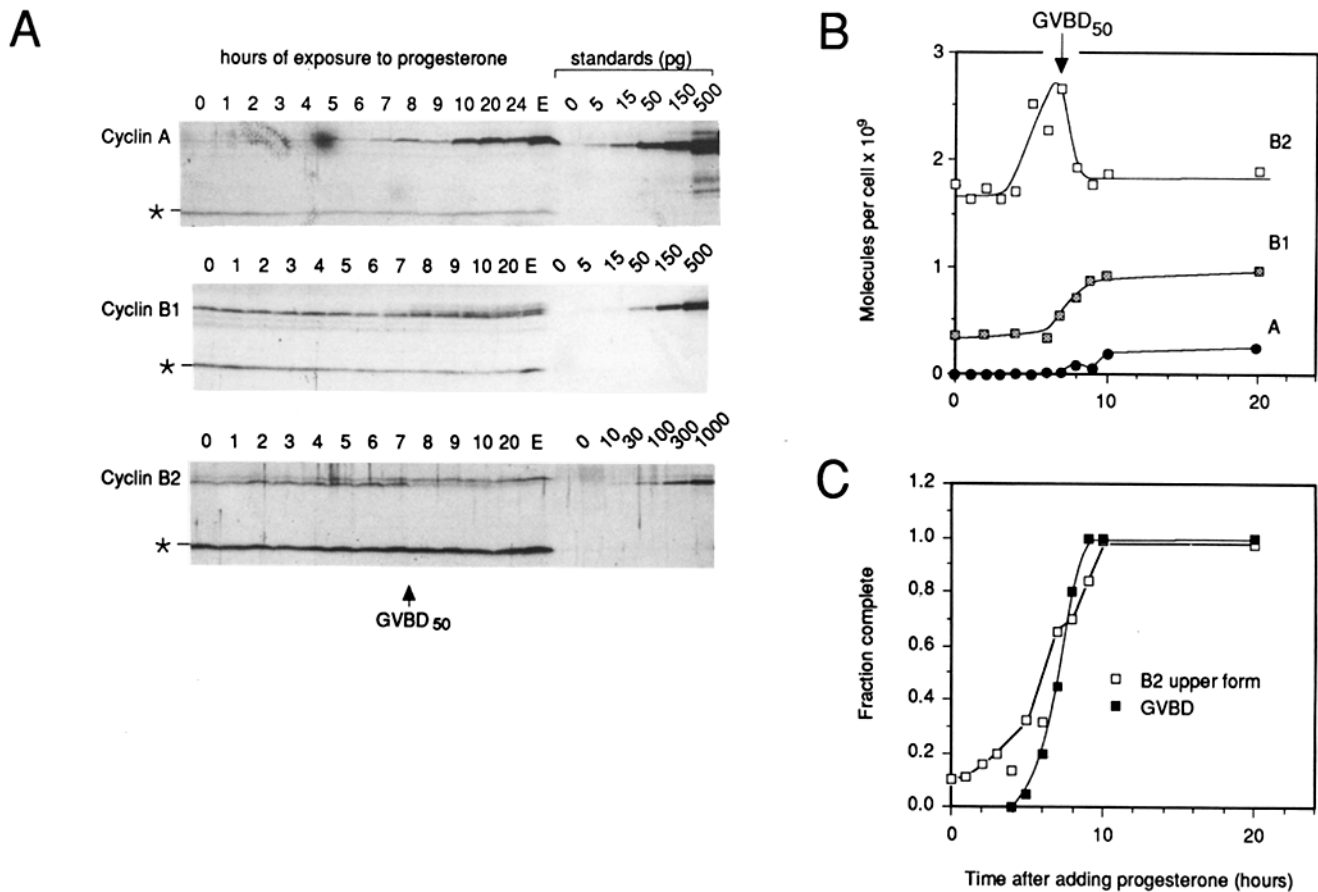 A
hours of exposure to progesterone
standards (pg)
0 1 2 3 4 5 6 7 8 9 10 20 24 E 0 5 15 50 150 500
Cyclin A
*
0 1 2 3 4 5 6 7 8 9 10 20 E 0 5 15 50 150 500
Cyclin B1
*
0 1 2 3 4 5 6 7 8 9 10 20 E 0 10 30 100 300 1000
Cyclin B2
*
GVBD50
B
GVBD50
3
2
1
0
Molecules per cell x 10^9
B2
B1
A
0 10 20
C
1.2
1.0
0.8
0.6
0.4
0.2
0.0
Fraction complete
B2 upper form
GVBD
0 10 20
Time after adding progesterone (hours)